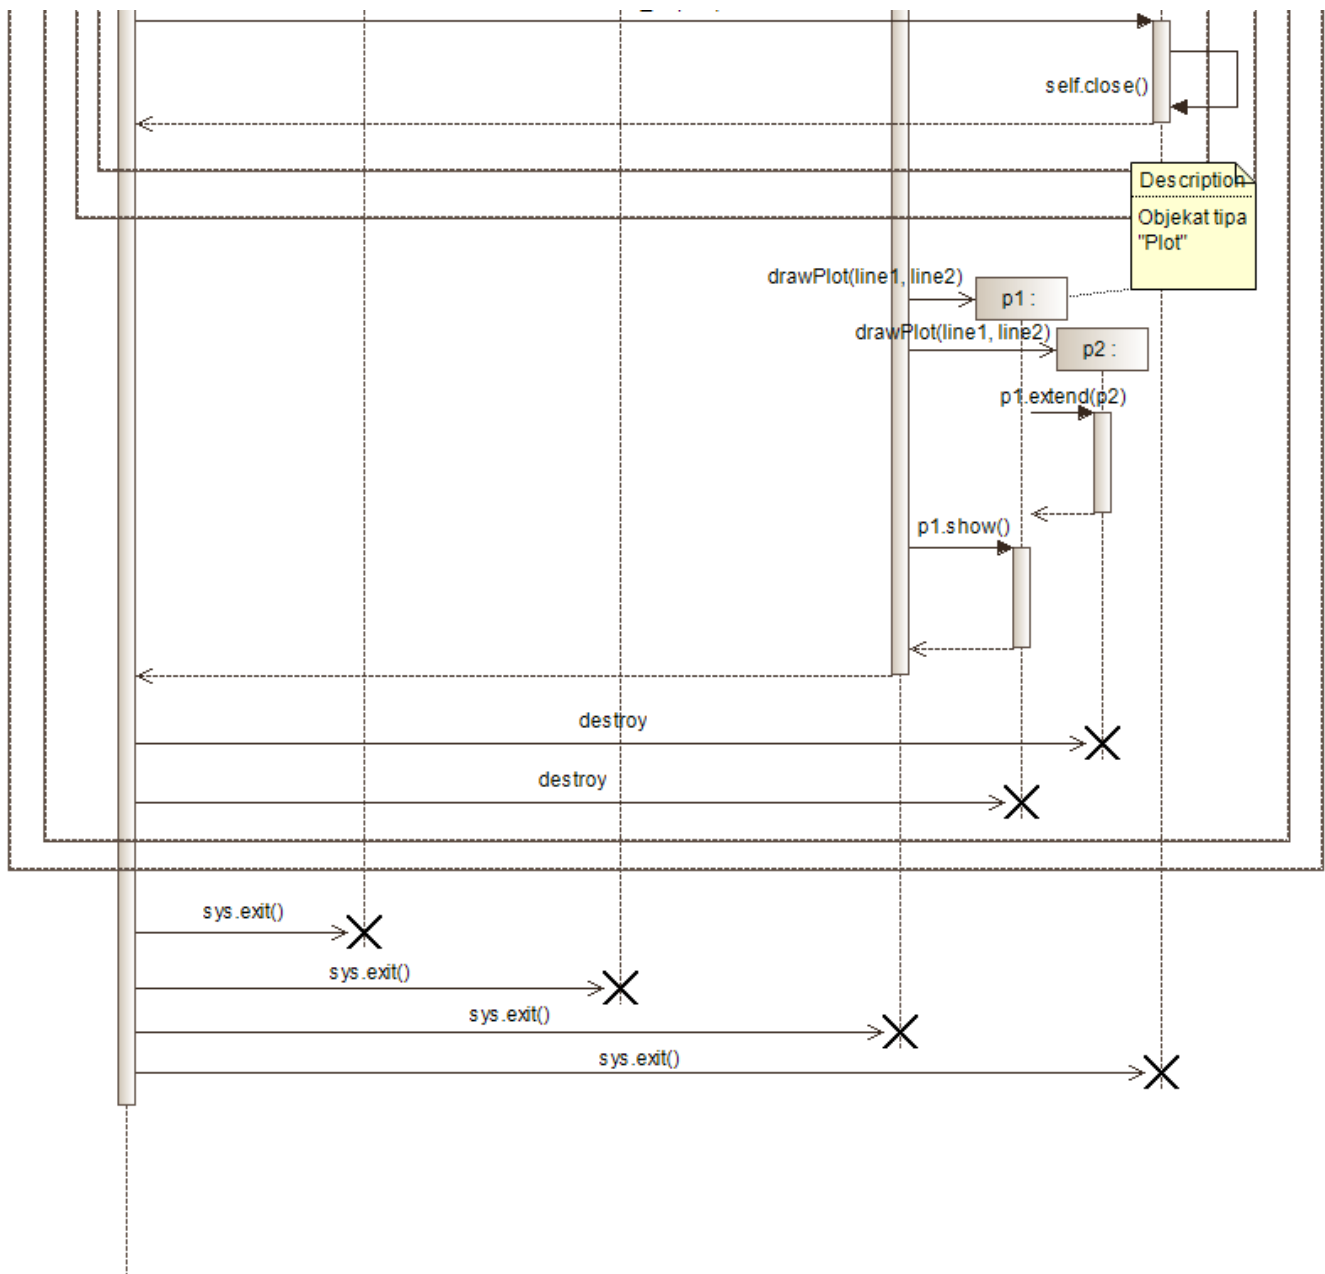 self.close()
Description
Objekat tipa
"Plot"
drawPlot(line1, line2)
p1 :
drawPlot(line1, line2)
p2 :
p1.extend(p2)
p1.show()
destroy
destroy
sys.exit()
sys.exit()
sys.exit()
sys.exit()